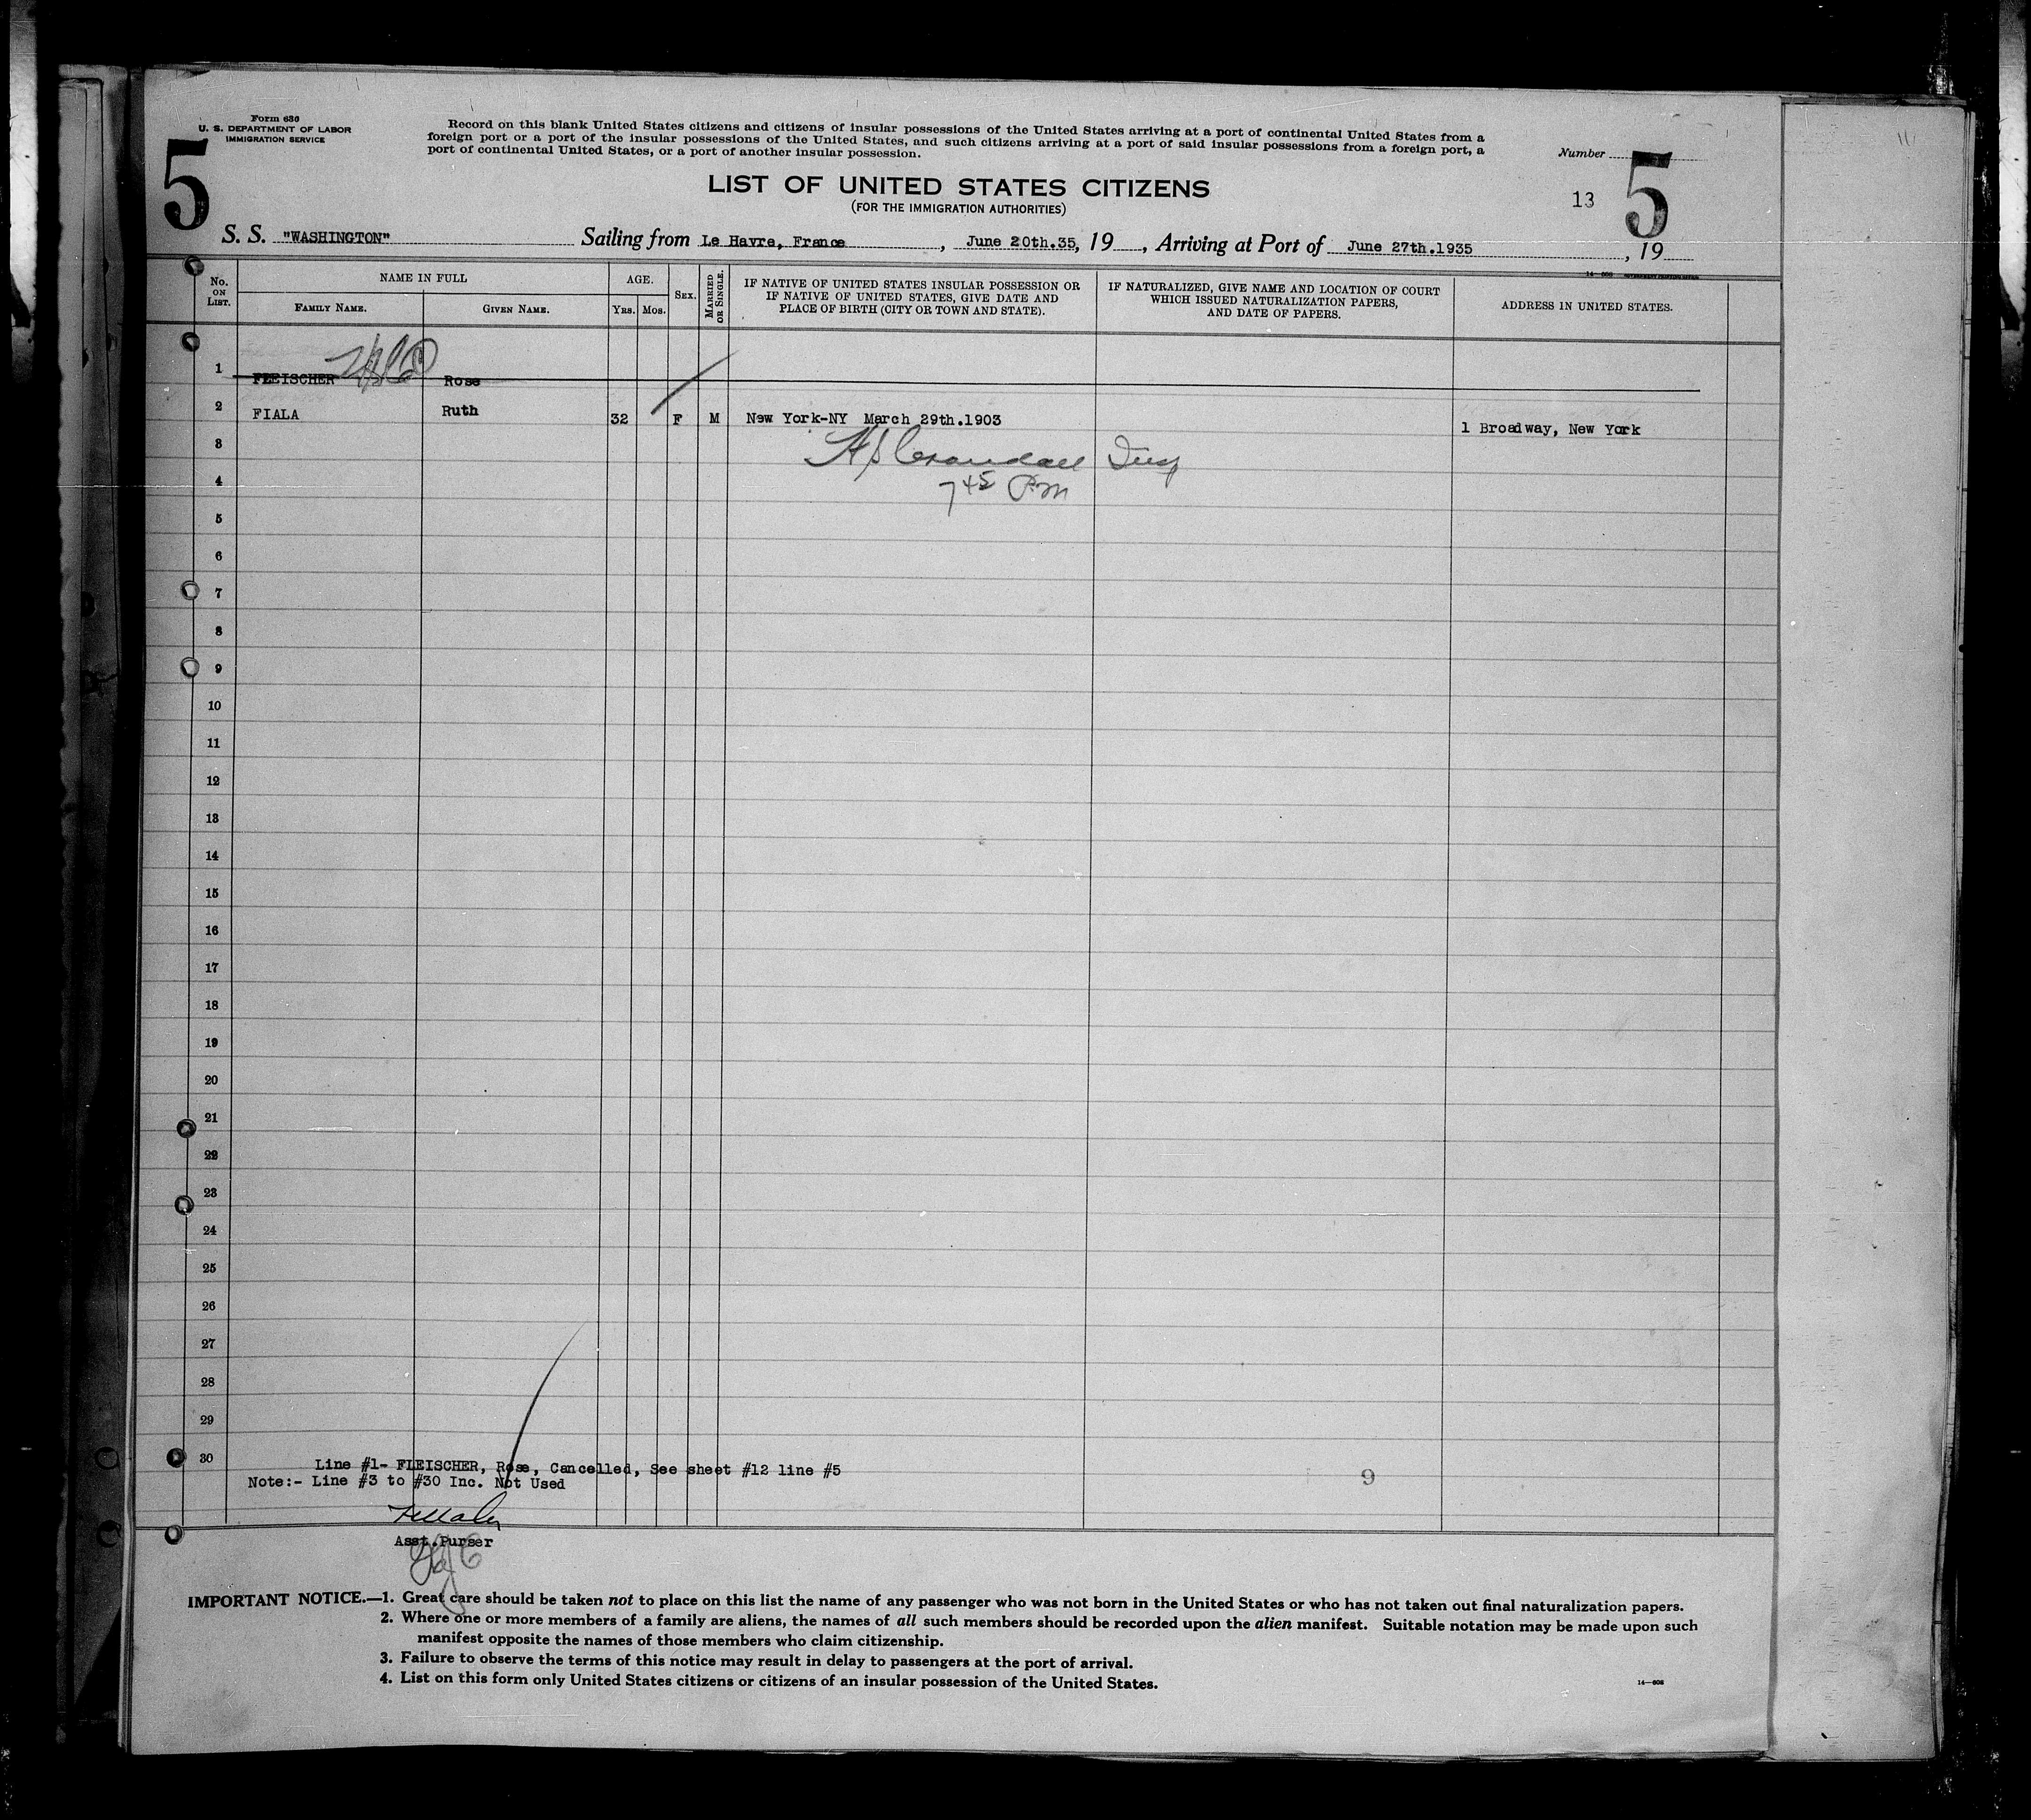 Form 630
U. S. DEPARTMENT OF LABOR
IMMIGRATION SERVICE
5
Record on this blank United States citizens and citizens of insular possessions of the United States arriving at a port of continental United States from a
foreign port or a port of the insular possessions of the United States, and such citizens arriving at a port of said insular possessions from a foreign port, a
port of continental United States, or a port of another insular possession.
Number
13
5
LIST OF UNITED STATES CITIZENS
(FOR THE IMMIGRATION AUTHORITIES)
S. S. "WASHINGTON" Sailing from Le Havre, France, June 20th.35, 19, Arriving at Port of June 27th.1935, 19
No. ON LIST.
NAME IN FULL
FAMILY NAME.
GIVEN NAME.
AGE.
YRS. MOS.
SEX.
MARRIED OR SINGLE.
IF NATIVE OF UNITED STATES INSULAR POSSESSION OR
IF NATIVE OF UNITED STATES, GIVE DATE AND
PLACE OF BIRTH (CITY OR TOWN AND STATE).
IF NATURALIZED, GIVE NAME AND LOCATION OF COURT
WHICH ISSUED NATURALIZATION PAPERS,
AND DATE OF PAPERS.
ADDRESS IN UNITED STATES.
1 FLEISCHER Rose
2 FIALA Ruth 32 F M New York-NY March 29th.1903 1 Broadway, New York
3 Crandall Insp
4 7 45 P.m
5
6
7
8
9
10
11
12
13
14
15
16
17
18
19
20
21
22
23
24
25
26
27
28
29
30
Line #1- FLEISCHER, Rose, Cancelled, See sheet #12 line #5
Note:- Line #3 to #30 Inc. Not Used
9
Asst.Purser
IMPORTANT NOTICE.—1. Great care should be taken not to place on this list the name of any passenger who was not born in the United States or who has not taken out final naturalization papers.
2. Where one or more members of a family are aliens, the names of all such members should be recorded upon the alien manifest. Suitable notation may be made upon such
manifest opposite the names of those members who claim citizenship.
3. Failure to observe the terms of this notice may result in delay to passengers at the port of arrival.
4. List on this form only United States citizens or citizens of an insular possession of the United States.
14—608